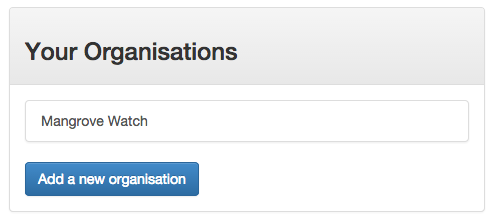 Your Organisations
Mangrove Watch
Add a new organisation